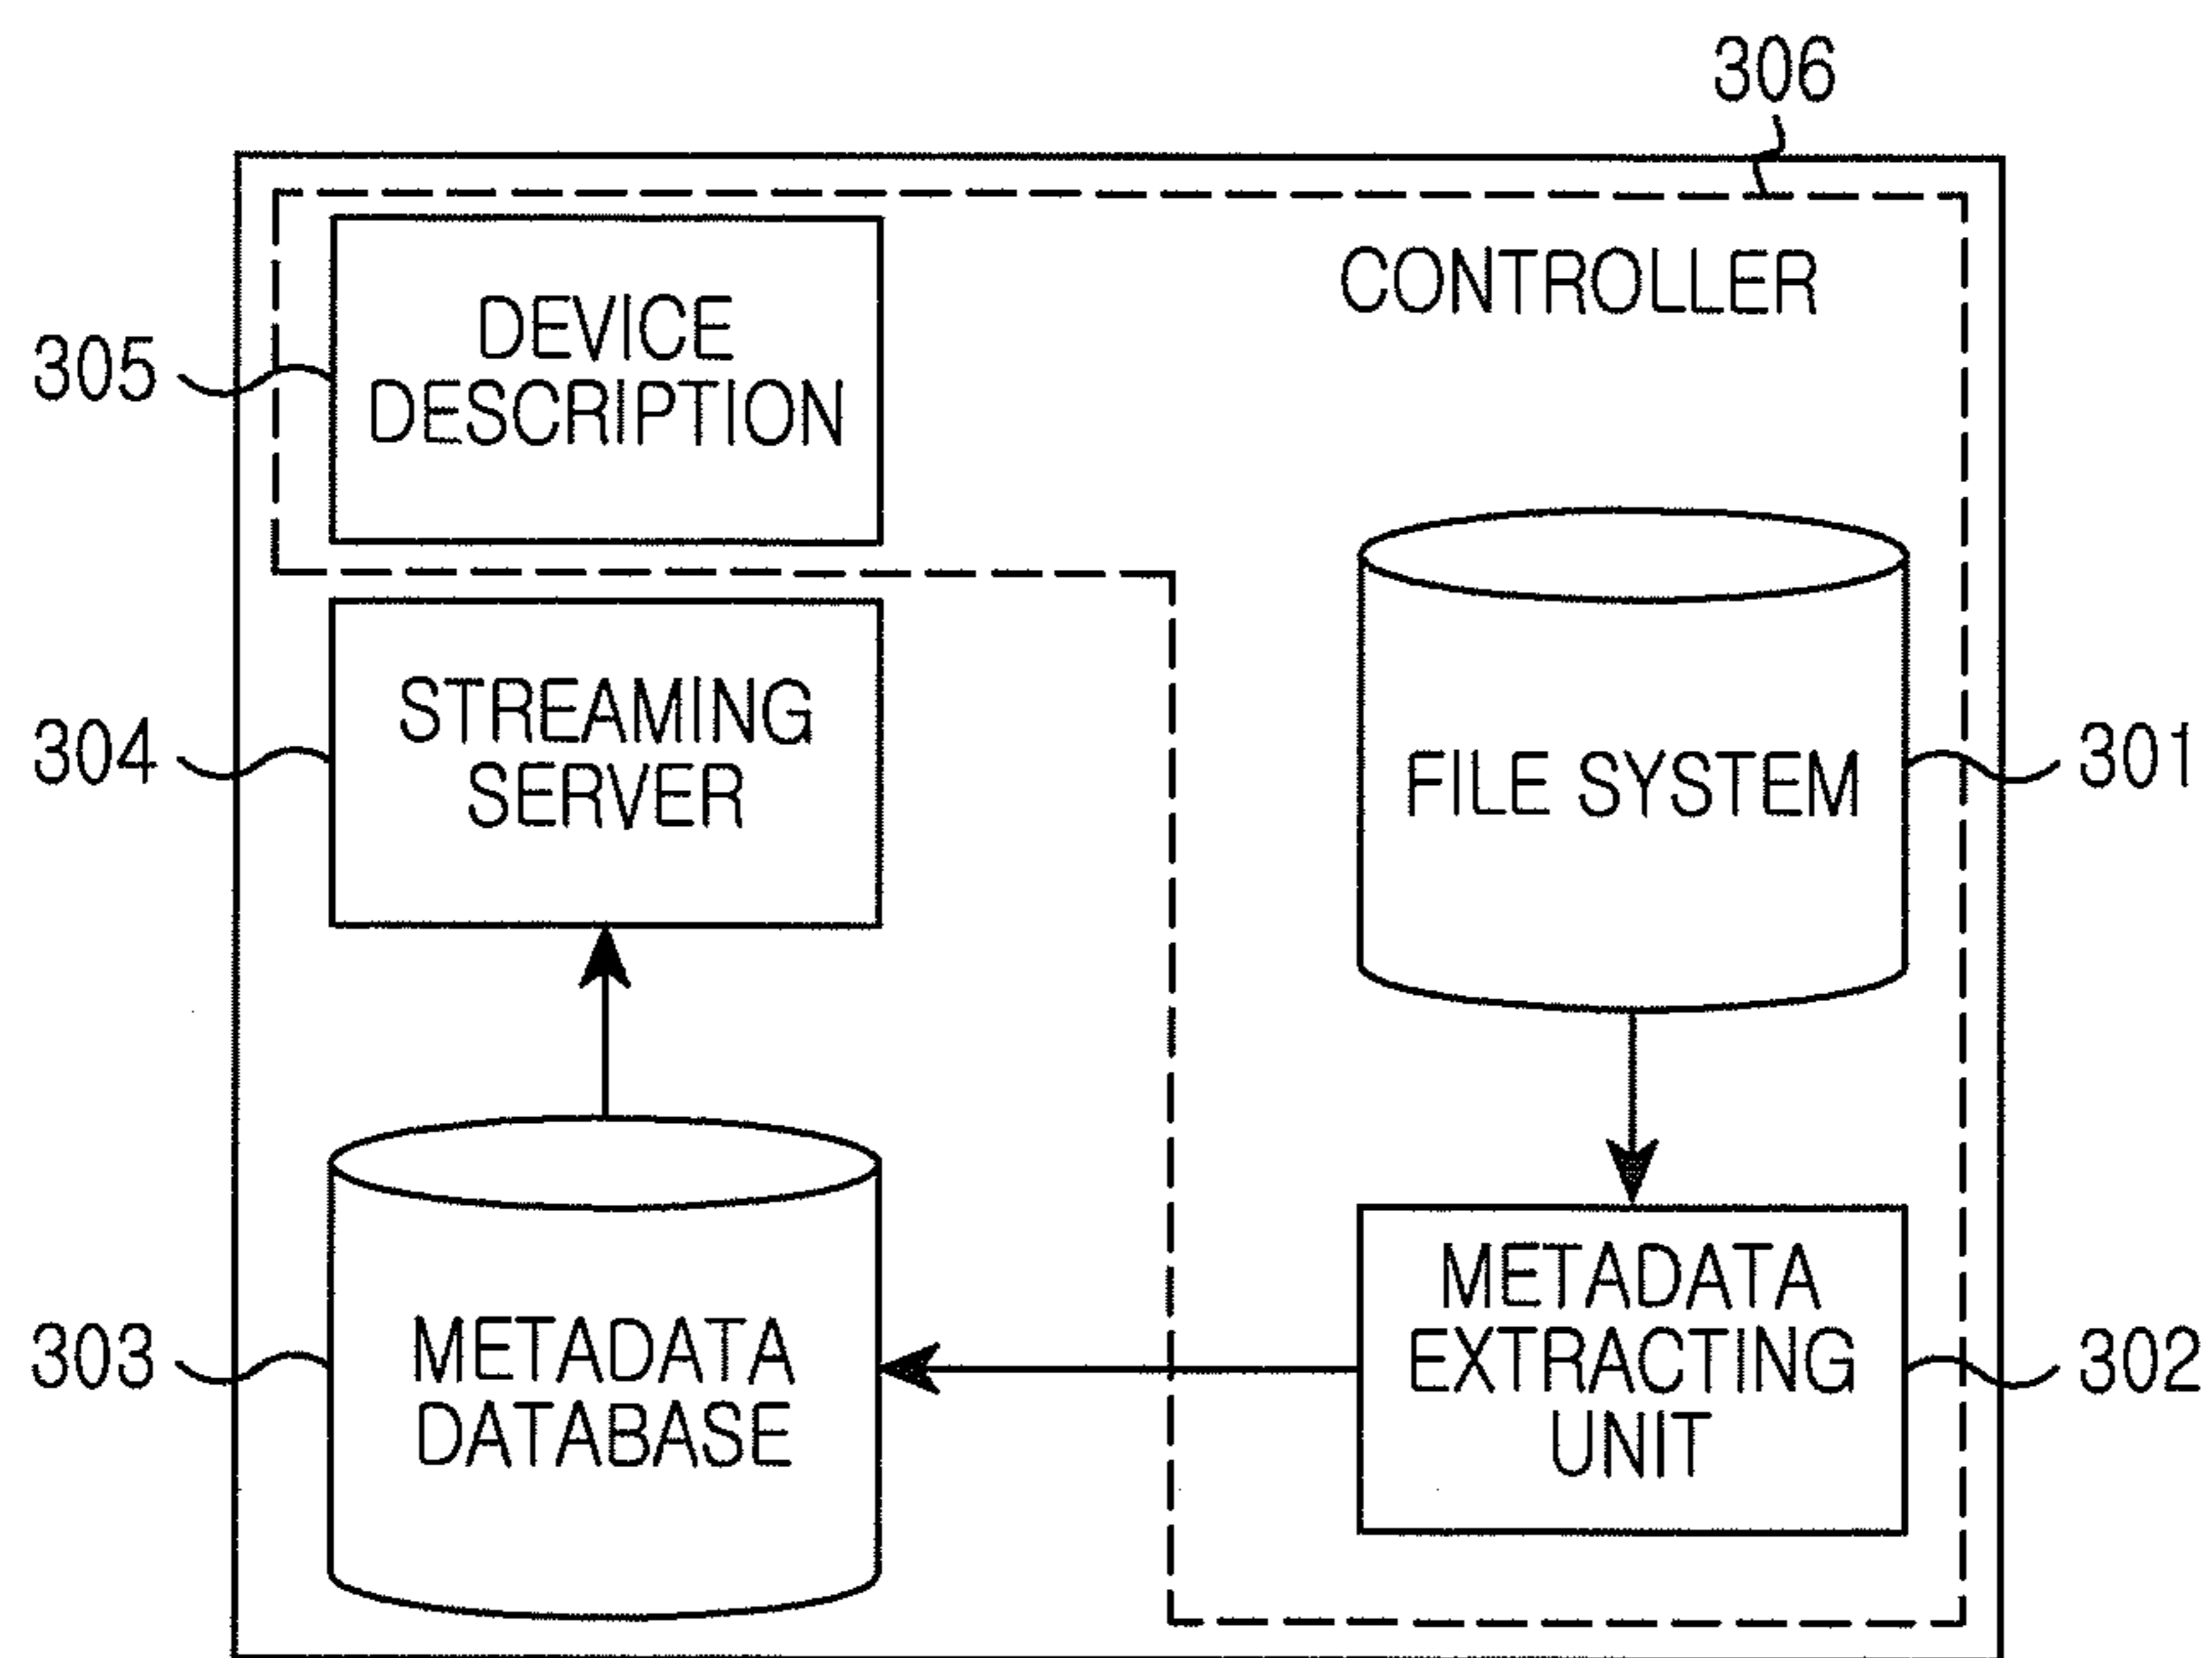 306
CONTROLLER
305
DEVICE
DESCRIPTION
304
STREAMING
SERVER
FILE SYSTEM
301
303
METADATA
DATABASE
METADATA
EXTRACTING
UNIT
302